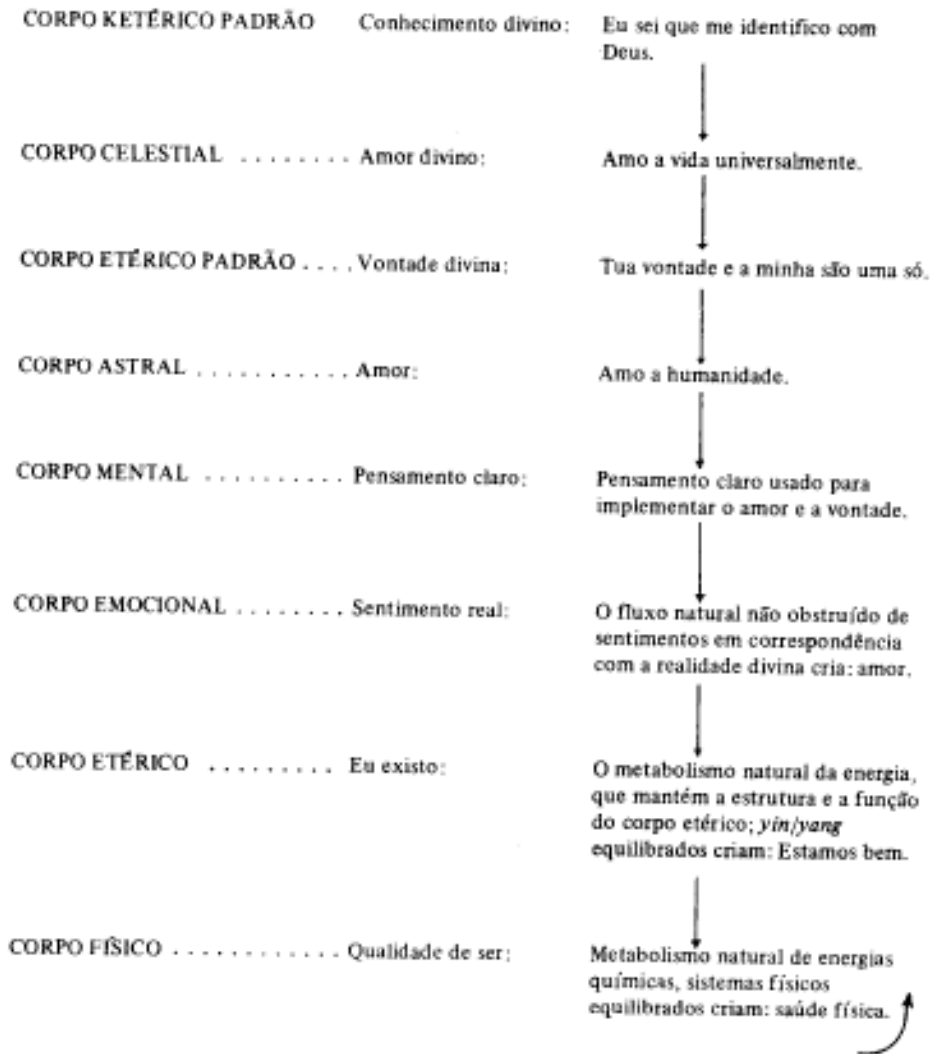 CORPO KETÉRICO PADRÃO Conhecimento divino: Eu sei que me identifico com
Deus.
CORPO CELESTIAL ........ Amor divino: Amo a vida universalmente.
CORPO ETÉRICO PADRÃO .... Vontade divina: Tua vontade e a minha são uma só.
CORPO ASTRAL ........... Amor: Amo a humanidade.
CORPO MENTAL .......... Pensamento claro: Pensamento claro usado para
implementar o amor e a vontade.
CORPO EMOCIONAL ........ Sentimento real: O fluxo natural não obstruído de
sentimentos em correspondência
com a realidade divina cria: amor.
CORPO ETÉRICO ......... Eu existo: O metabolismo natural da energia,
que mantém a estrutura e a função
do corpo etérico; yin/yang
equilibrados criam: Estamos bem.
CORPO FÍSICO ............ Qualidade de ser: Metabolismo natural de energias
químicas, sistemas físicos
equilibrados criam: saúde física.